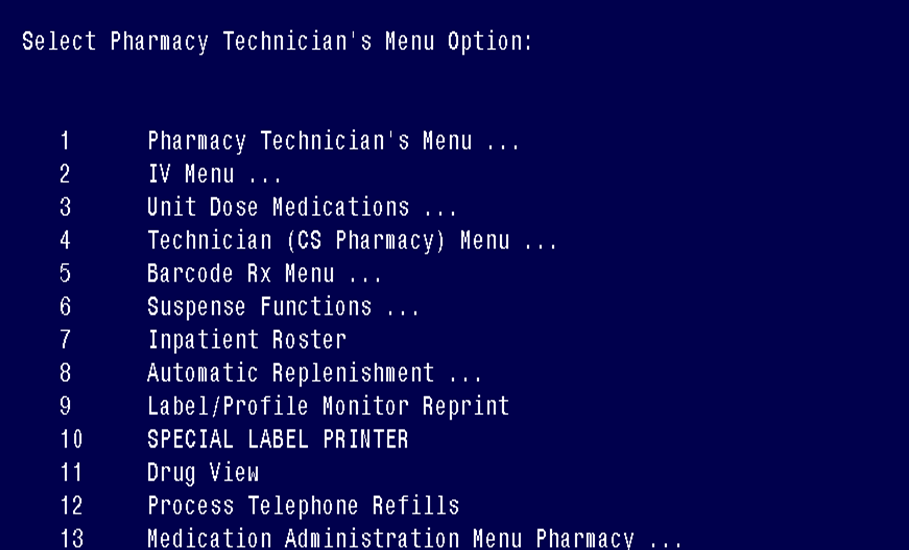 Select Pharmacy Technician's Menu Option:
1 Pharmacy Technician's Menu ...
2 IV Menu ...
3 Unit Dose Medications ...
4 Technician (CS Pharmacy) Menu ...
5 Barcode Rx Menu ...
6 Suspense Functions ...
7 Inpatient Roster
8 Automatic Replenishment ...
9 Label/Profile Monitor Reprint
10 SPECIAL LABEL PRINTER
11 Drug View
12 Process Telephone Refills
13 Medication Administration Menu Pharmacy ...